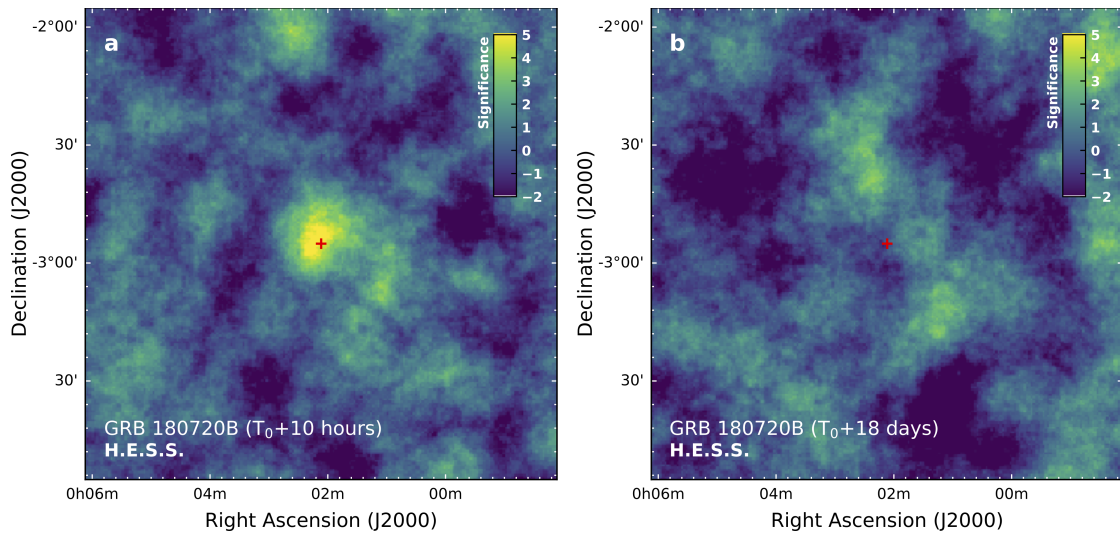 a
Significance
5
4
3
2
1
0
−1
−2
-2°00'
30'
-3°00'
30'
Declination (J2000)
GRB 180720B (T₀+10 hours)
H.E.S.S.
0h06m 04m 02m 00m
Right Ascension (J2000)
b
Significance
5
4
3
2
1
0
−1
−2
-2°00'
30'
-3°00'
30'
Declination (J2000)
GRB 180720B (T₀+18 days)
H.E.S.S.
0h06m 04m 02m 00m
Right Ascension (J2000)